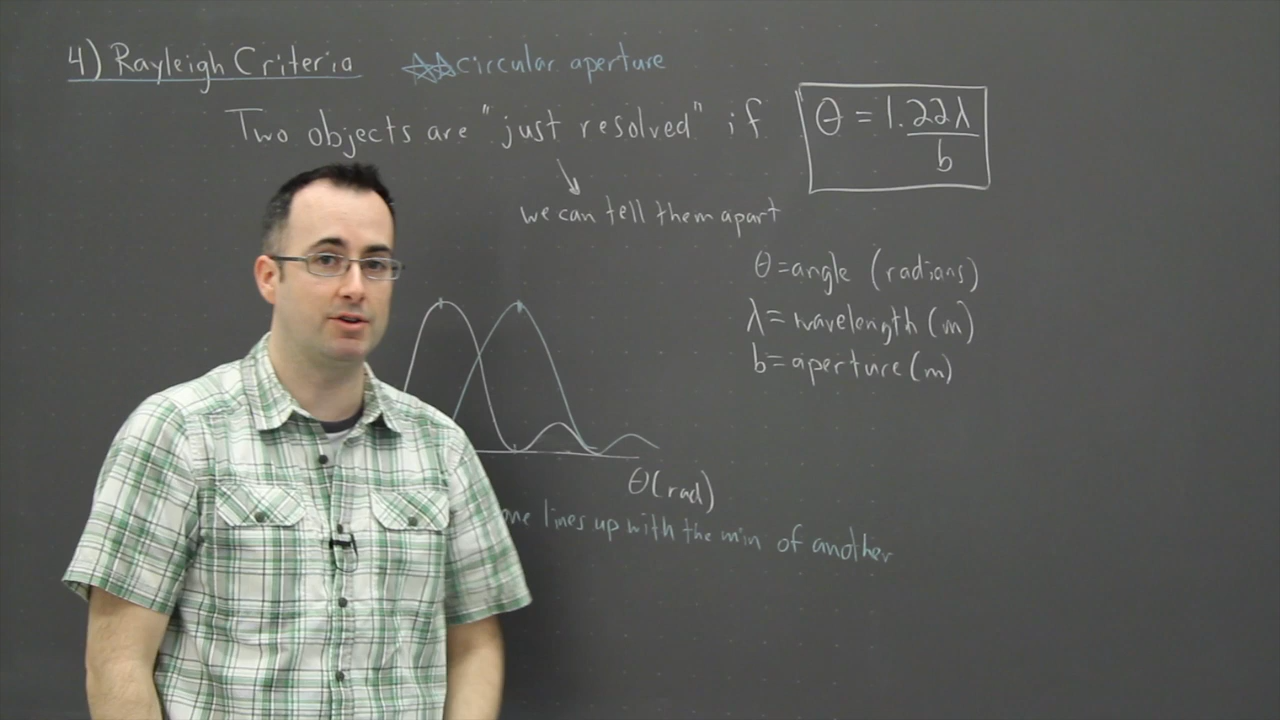 4) Rayleigh Criteria circular aperture
Two objects are "just resolved" if θ = 1.22λ/b
we can tell them apart
θ = angle (radians)
λ = wavelength (m)
b = aperture (m)
θ(rad)
one lines up with the min of another